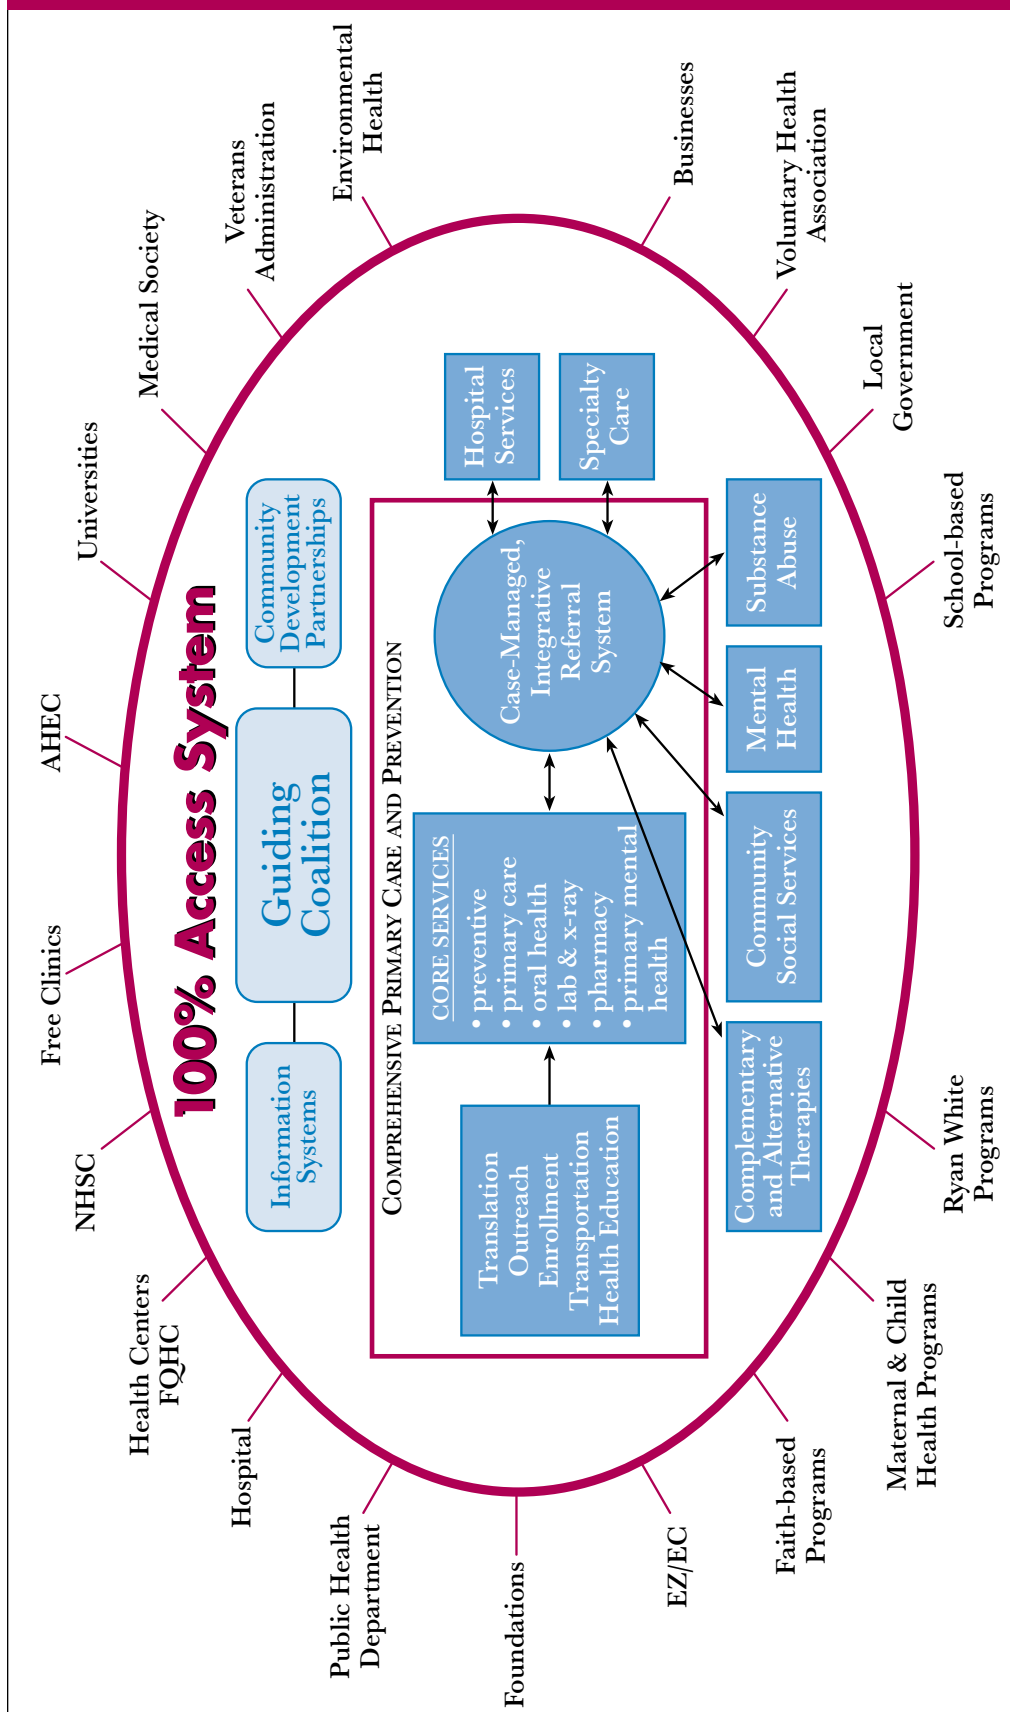 100% Access System
Information
Systems
Guiding
Coalition
Community
Development
Partnerships
COMPREHENSIVE PRIMARY CARE AND PREVENTION
Translation
Outreach
Enrollment
Transportation
Health Education
CORE SERVICES
• preventive
• primary care
• oral health
• lab & x-ray
• pharmacy
• primary mental
health
Case-Managed,
Integrative
Referral
System
Hospital
Services
Specialty
Care
Complementary
and Alternative
Therapies
Community
Social Services
Mental
Health
Substance
Abuse
Foundations
Public Health
Department
Hospital
Health Centers
FQHC
NHSC
Free Clinics
AHEC
Universities
Medical Society
Veterans
Administration
Environmental
Health
Businesses
Voluntary Health
Association
Local
Government
School-based
Programs
Ryan White
Programs
Maternal & Child
Health Programs
Faith-based
Programs
EZ/EC